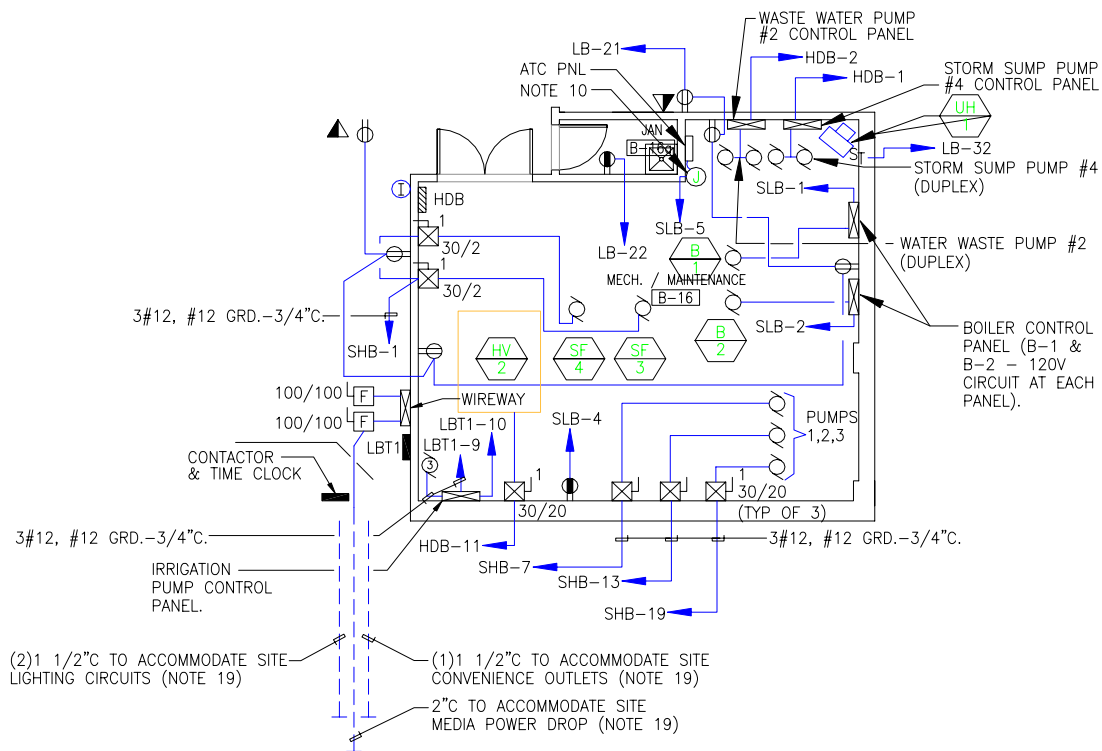 WASTE WATER PUMP
#2 CONTROL PANEL
LB-21
HDB-2
ATC PNL
NOTE 10
HDB-1
STORM SUMP PUMP
#4 CONTROL PANEL
UH
1
JAN
B-16a
ST
LB-32
J
STORM SUMP PUMP #4
(DUPLEX)
I
HDB
SLB-1
1
30/2
SLB-5
LB-22
B
1
WATER WASTE PUMP #2
(DUPLEX)
1
30/2
MECH. / MAINTENANCE
B-16
3#12, #12 GRD.-3/4"C.
SHB-1
SLB-2
BOILER CONTROL
PANEL (B-1 &
B-2 - 120V
CIRCUIT AT EACH
PANEL).
HV
2
SF
4
SF
3
B
2
100/100
F
WIREWAY
100/100
F
LBT1-10
SLB-4
PUMPS
1,2,3
LBT1
LBT1-9
CONTACTOR
& TIME CLOCK
3
1
30/20
1
30/20
(TYP OF 3)
3#12, #12 GRD.-3/4"C.
3#12, #12 GRD.-3/4"C.
HDB-11
IRRIGATION
PUMP CONTROL
PANEL.
SHB-7
SHB-13
SHB-19
(2)1 1/2"C TO ACCOMMODATE SITE
LIGHTING CIRCUITS (NOTE 19)
(1)1 1/2"C TO ACCOMMODATE SITE
CONVENIENCE OUTLETS (NOTE 19)
2"C TO ACCOMMODATE SITE
MEDIA POWER DROP (NOTE 19)